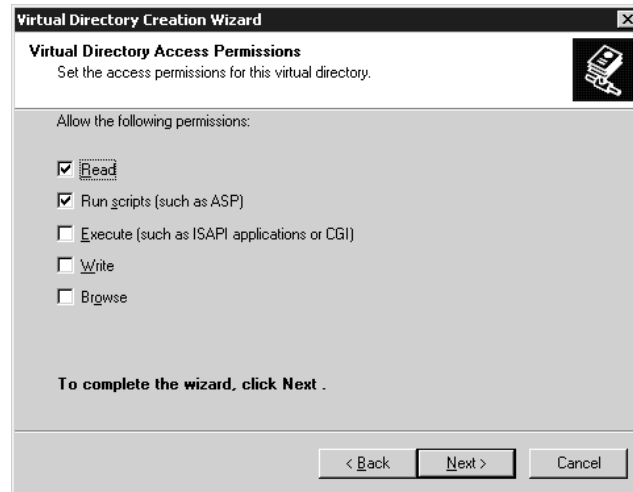 Virtual Directory Creation Wizard
Virtual Directory Access Permissions
Set the access permissions for this virtual directory.
Allow the following permissions:
Read
Run scripts (such as ASP)
Execute (such as ISAPI applications or CGI)
Write
Browse
To complete the wizard, click Next .
< Back Next > Cancel